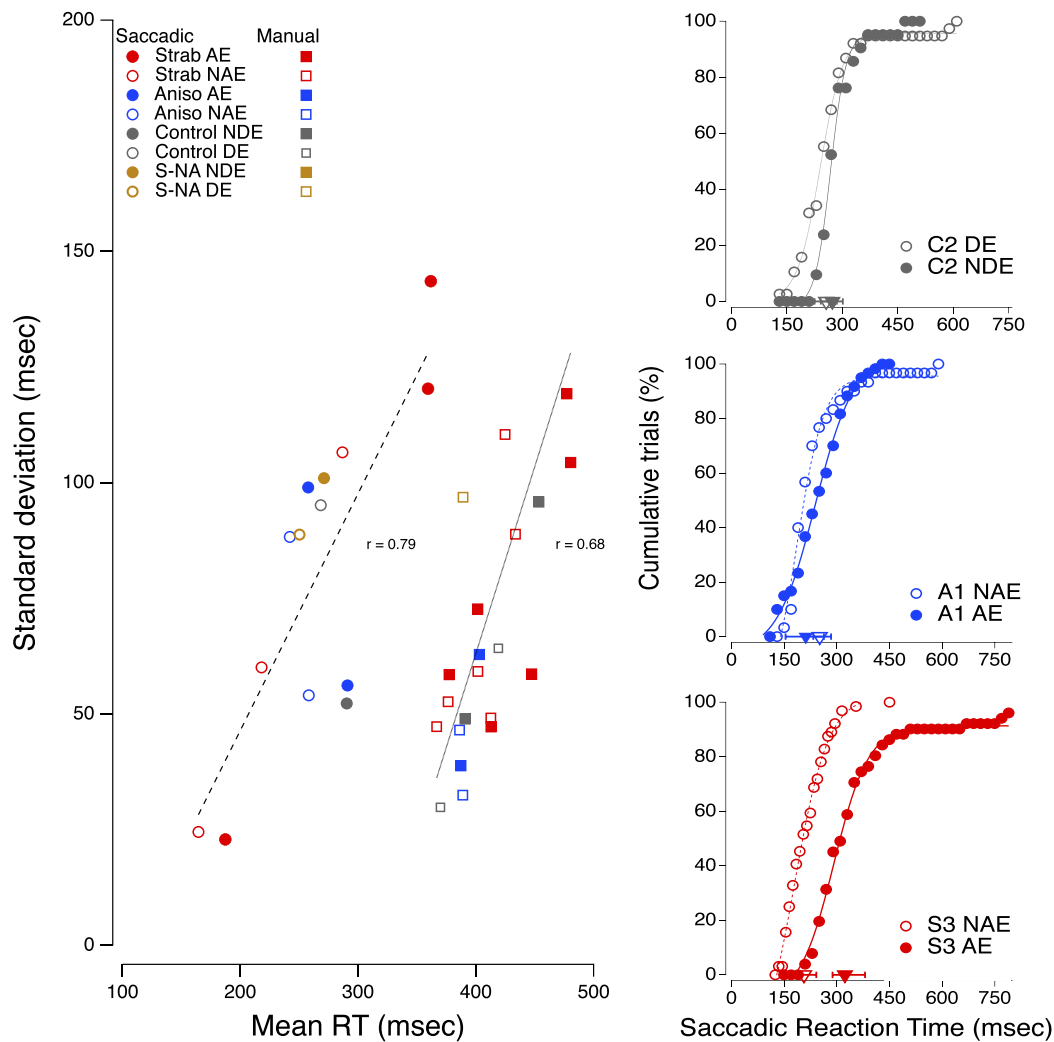 Saccadic Manual
Strab AE
Strab NAE
Aniso AE
Aniso NAE
Control NDE
Control DE
S-NA NDE
S-NA DE
200
150
100
50
0
Standard deviation (msec)
r = 0.79
r = 0.68
100 200 300 400 500
Mean RT (msec)
100
80
60
40
20
0
C2 DE
C2 NDE
0 150 300 450 600 750
Cumulative trials (%)
100
80
60
40
20
0
A1 NAE
A1 AE
0 150 300 450 600 750
100
80
60
40
20
0
S3 NAE
S3 AE
0 150 300 450 600 750
Saccadic Reaction Time (msec)